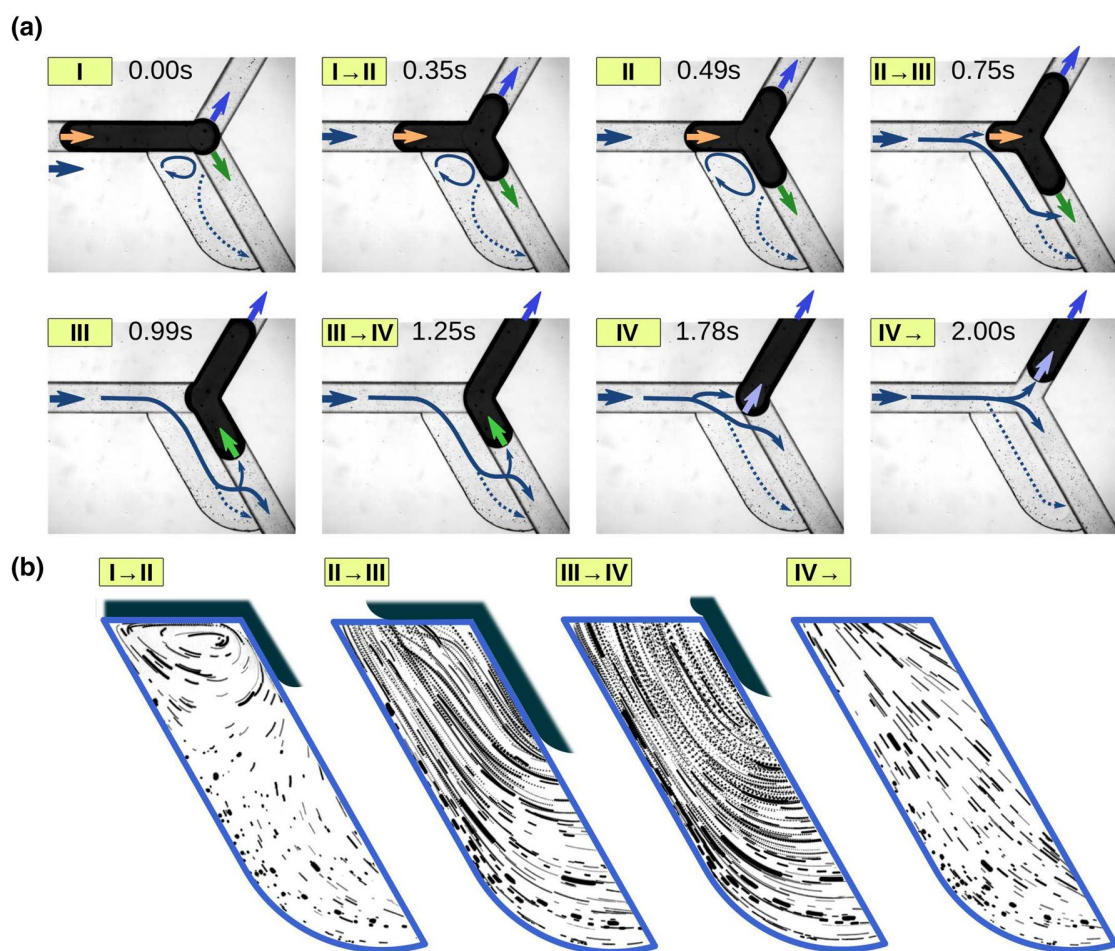 (a)
I 0.00s I→II 0.35s II 0.49s II→III 0.75s
III 0.99s III→IV 1.25s IV 1.78s IV→ 2.00s
(b)
I→II II→III III→IV IV→